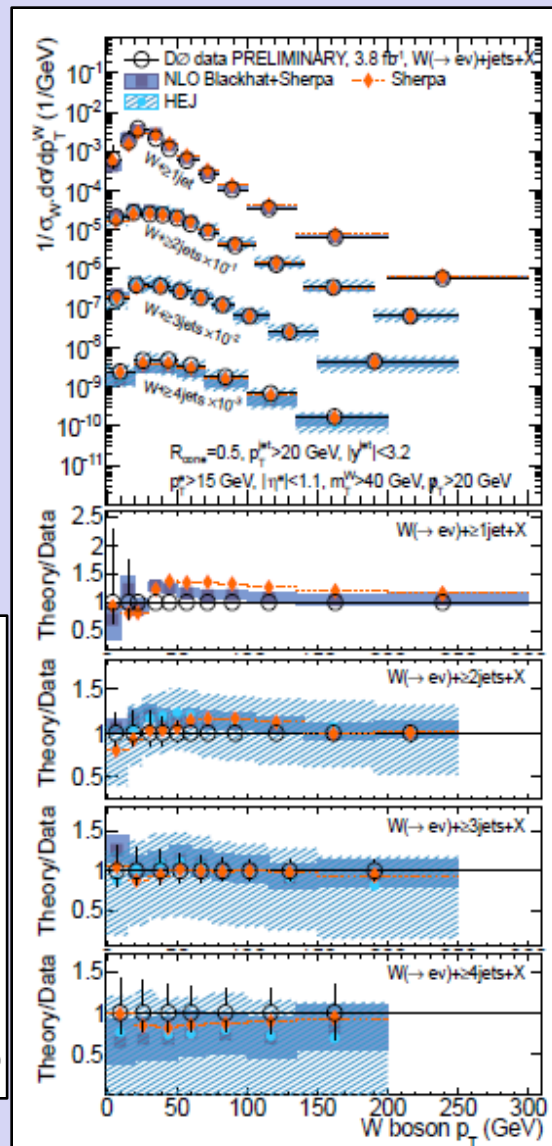 DØ data PRELIMINARY, 3.8 fb⁻¹, W(→ eν)+jets+X
NLO Blackhat+Sherpa
Sherpa
HEJ
1/σ_W·dσ/dp_T^W (1/GeV)
10⁻¹
10⁻²
10⁻³
10⁻⁴
10⁻⁵
10⁻⁶
10⁻⁷
10⁻⁸
10⁻⁹
10⁻¹⁰
10⁻¹¹
W+≥1jet
W+≥2jets×10⁻¹
W+≥3jets×10⁻²
W+≥4jets×10⁻³
R_cone=0.5, p_T^jet>20 GeV, |y^jet|<3.2
p_T^e>15 GeV, |η^e|<1.1, m_T^W>40 GeV, p̸_T>20 GeV
Theory/Data
2.5
2
1.5
1
0.5
W(→ eν)+≥1jet+X
Theory/Data
1.5
1
0.5
W(→ eν)+≥2jets+X
Theory/Data
1.5
1
0.5
W(→ eν)+≥3jets+X
Theory/Data
1.5
1
0.5
W(→ eν)+≥4jets+X
0 50 100 150 200 250 300
W boson p_T (GeV)